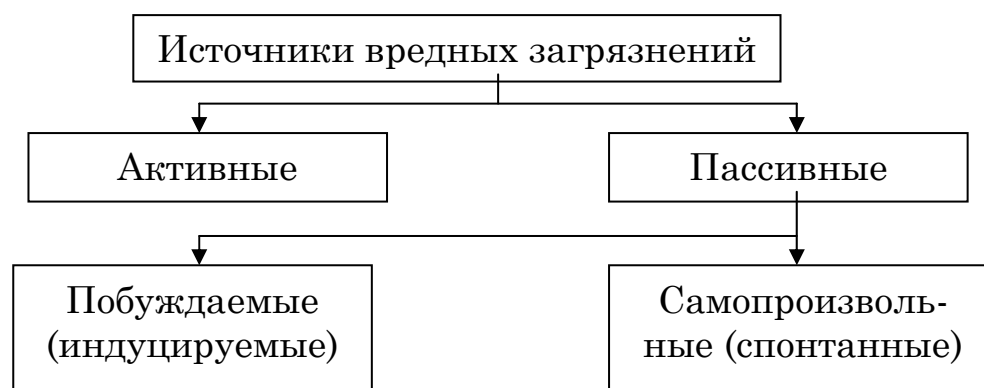 Источники вредных загрязнений
Активные
Пассивные
Побуждаемые
(индуцируемые)
Самопроизволь-
ные (спонтанные)